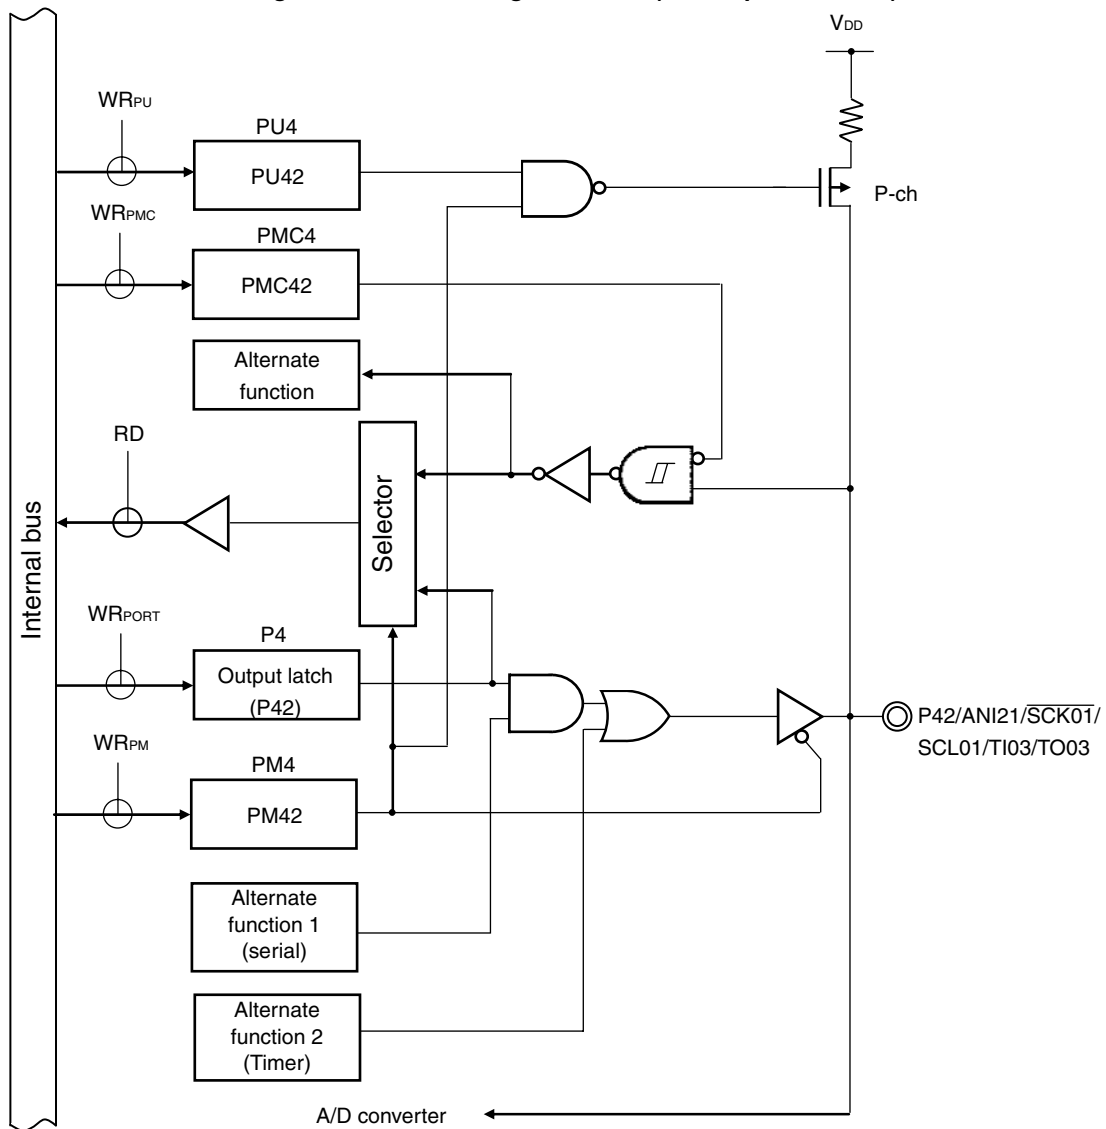 VDD
WRPU
PU4
PU42
P-ch
WRPMC
PMC4
PMC42
Alternate
function
RD
Selector
Internal bus
WRPORT
P4
Output latch
(P42)
P42/ANI21/SCK01/
SCL01/TI03/TO03
WRPM
PM4
PM42
Alternate
function 1
(serial)
Alternate
function 2
(Timer)
A/D converter